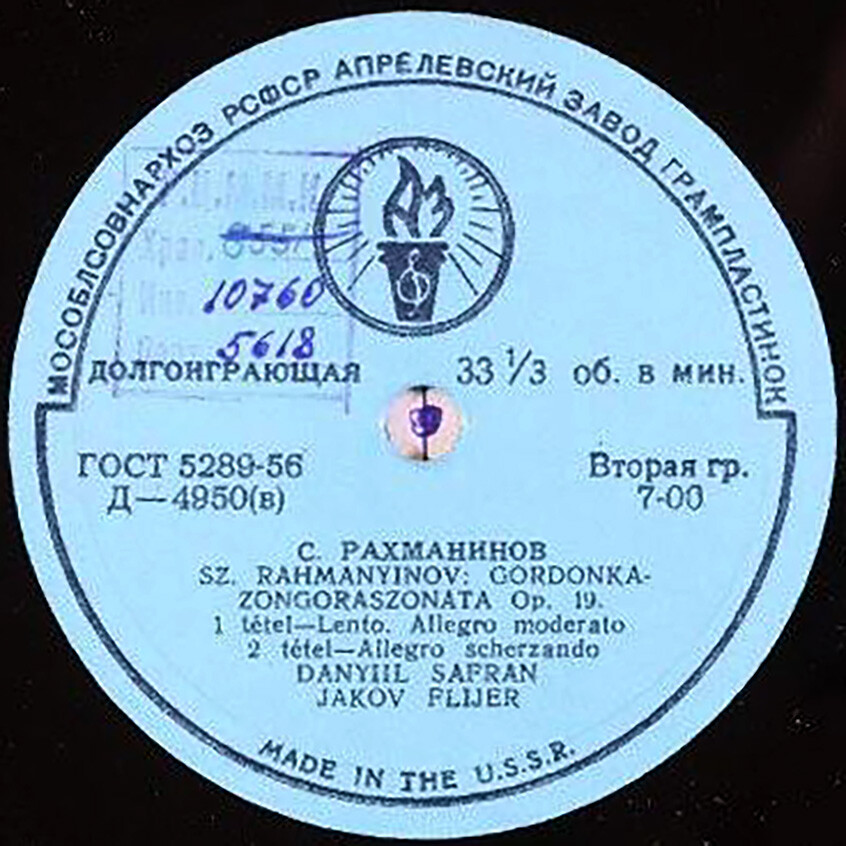 МОСОБЛСОВНАРХОЗ РСФСР АПРЕЛЕВСКИЙ ЗАВОД ГРАМПЛАСТИНОК
АЗ
10760
5618
ДОЛГОИГРАЮЩАЯ 33 1/3 об. в мин.
ГОСТ 5289-56 Вторая гр.
Д—4950(в) 7-00
С. РАХМАНИНОВ
SZ. RAHMANYINOV: GORDONKA-
ZONGORASZONATA Op. 19.
1 tétel—Lento. Allegro moderato
2 tétel—Allegro scherzando
DANYIIL SAFRAN
JAKOV FLIJER
MADE IN THE U.S.S.R.